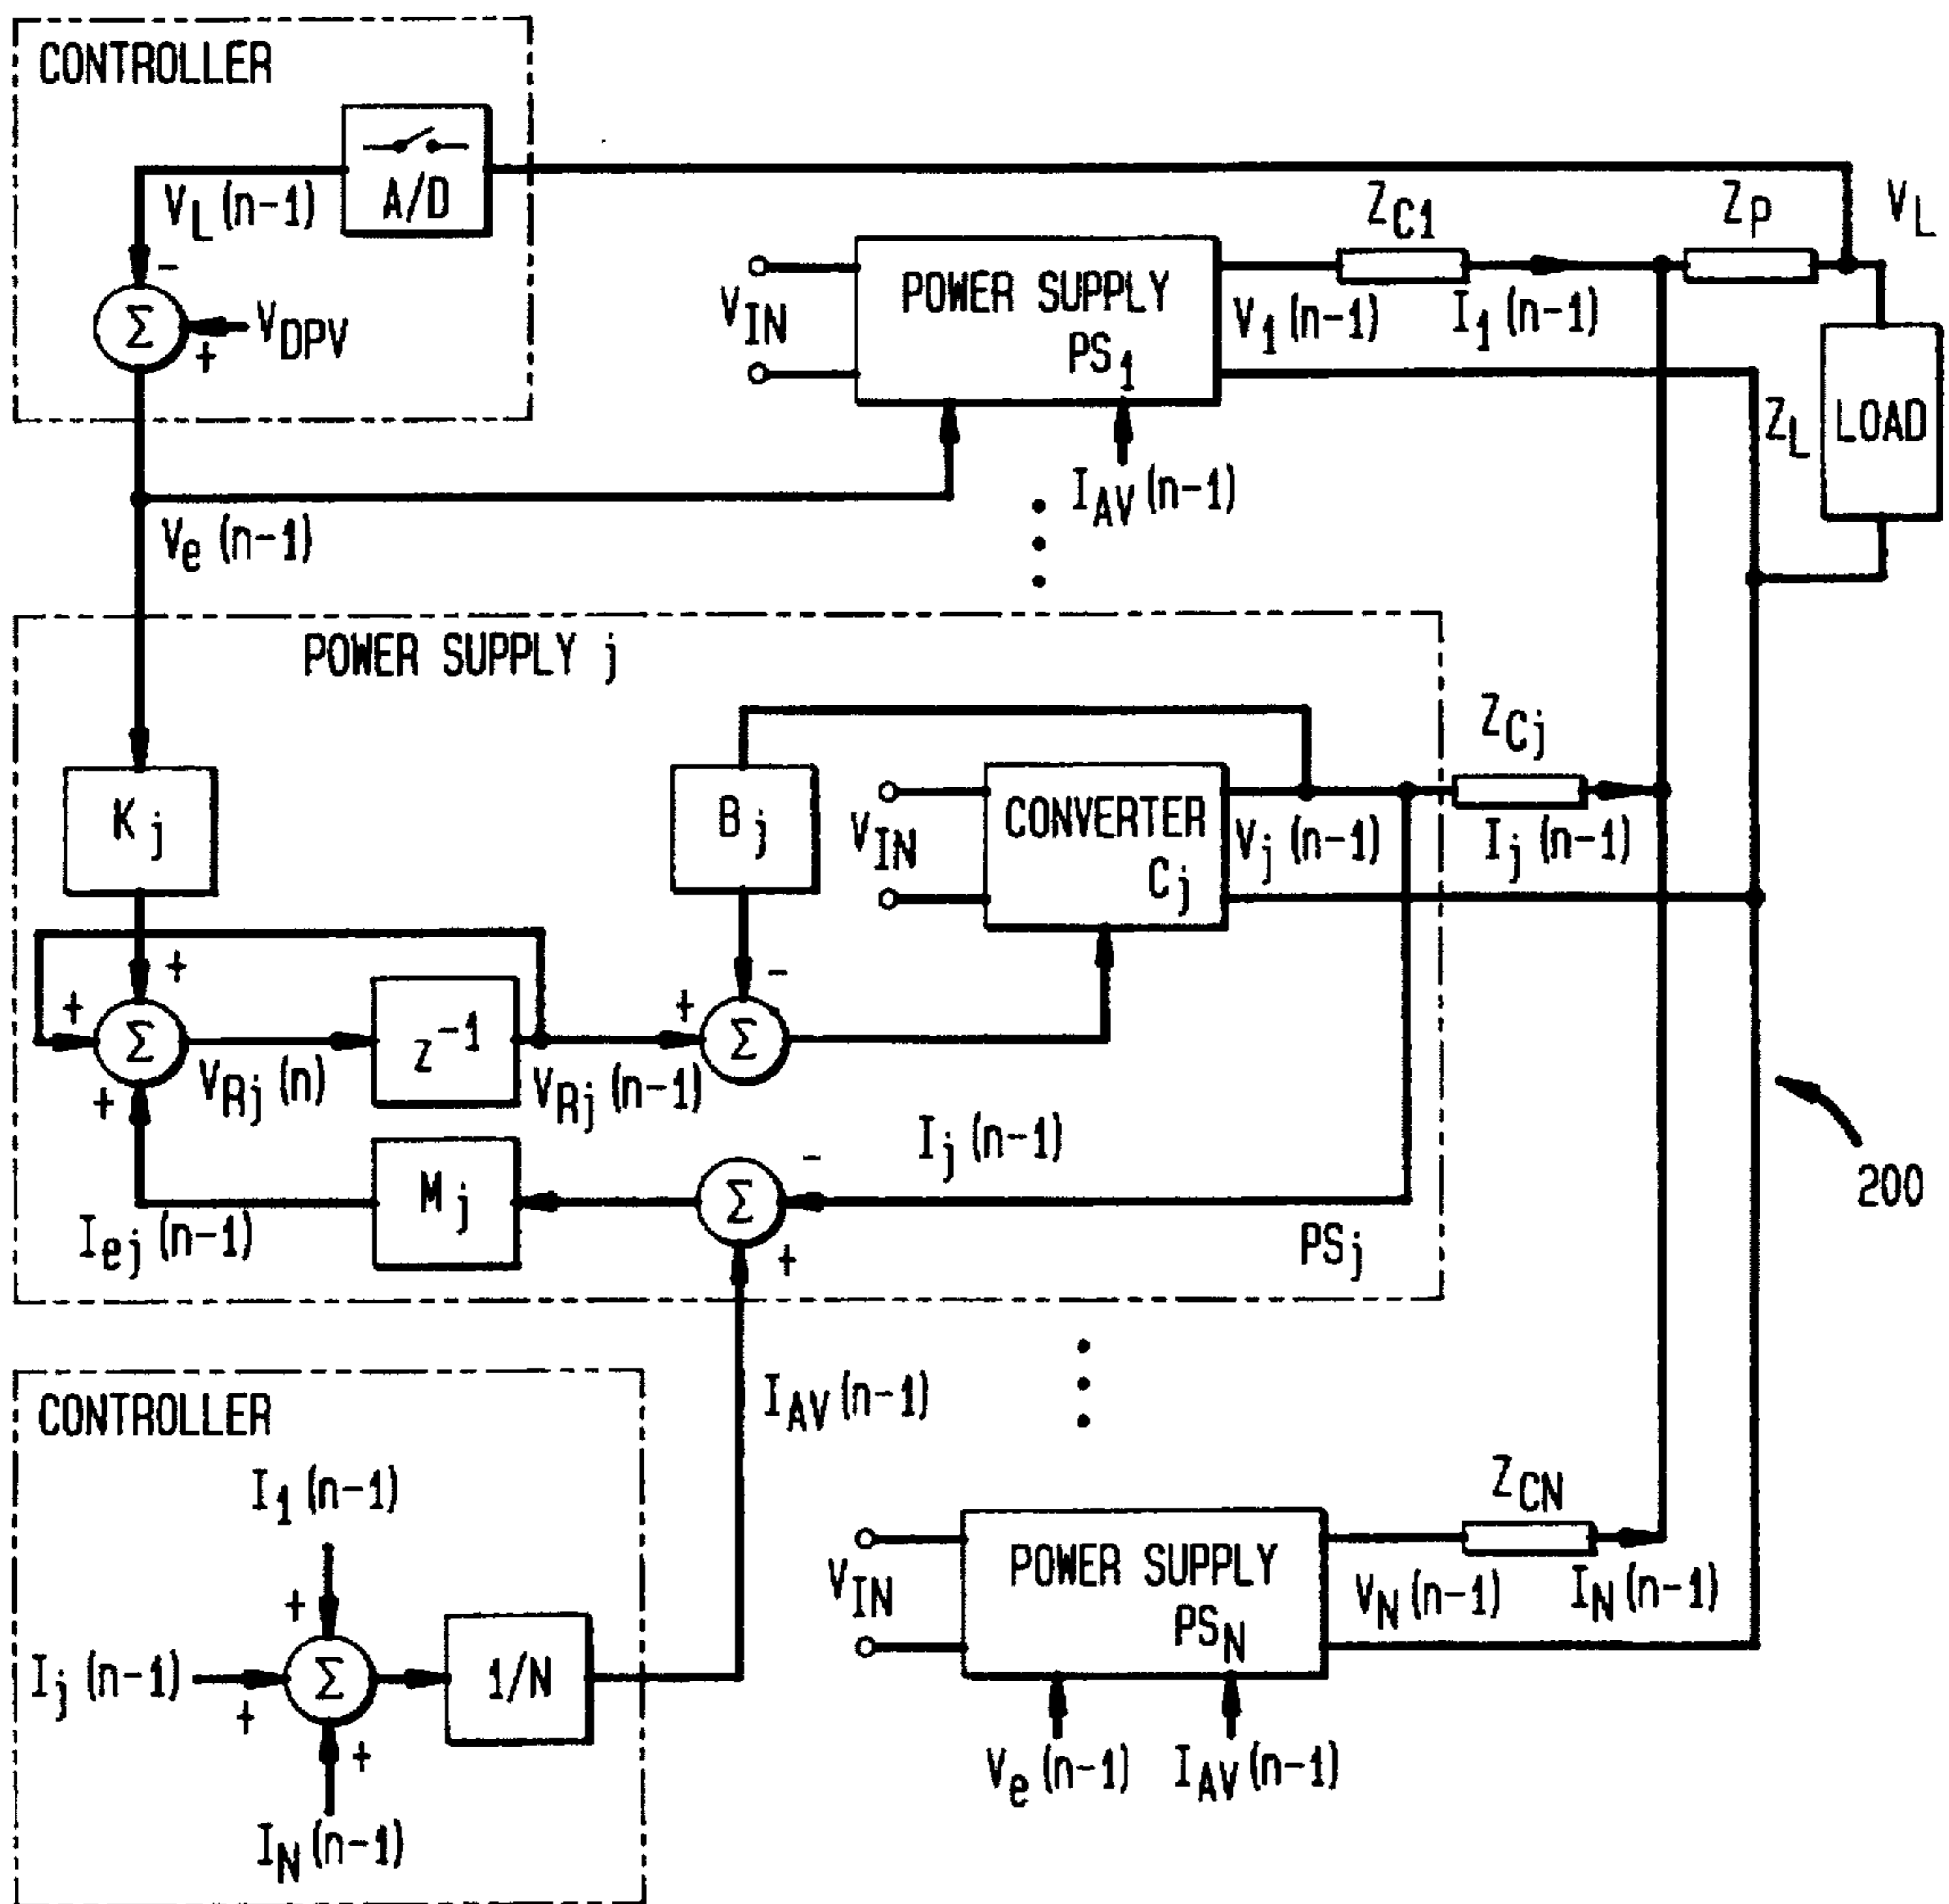 CONTROLLER
A/D
V_L(n-1)
-
Σ
+
V_DPV
V_e(n-1)
V_IN
POWER SUPPLY
PS_1
I_AV(n-1)
V_1(n-1)
Z_C1
I_1(n-1)
Z_P
V_L
Z_L
LOAD
POWER SUPPLY j
K_j
B_j
V_IN
CONVERTER
C_j
V_j(n-1)
Z_Cj
I_j(n-1)
+
+
Σ
+
V_Rj(n)
z^-1
V_Rj(n-1)
+
-
Σ
I_ej(n-1)
M_j
Σ
-
+
I_j(n-1)
PS_j
200
CONTROLLER
I_1(n-1)
+
I_j(n-1)
+
Σ
+
I_N(n-1)
1/N
I_AV(n-1)
V_IN
POWER SUPPLY
PS_N
V_e(n-1)
I_AV(n-1)
V_N(n-1)
Z_CN
I_N(n-1)